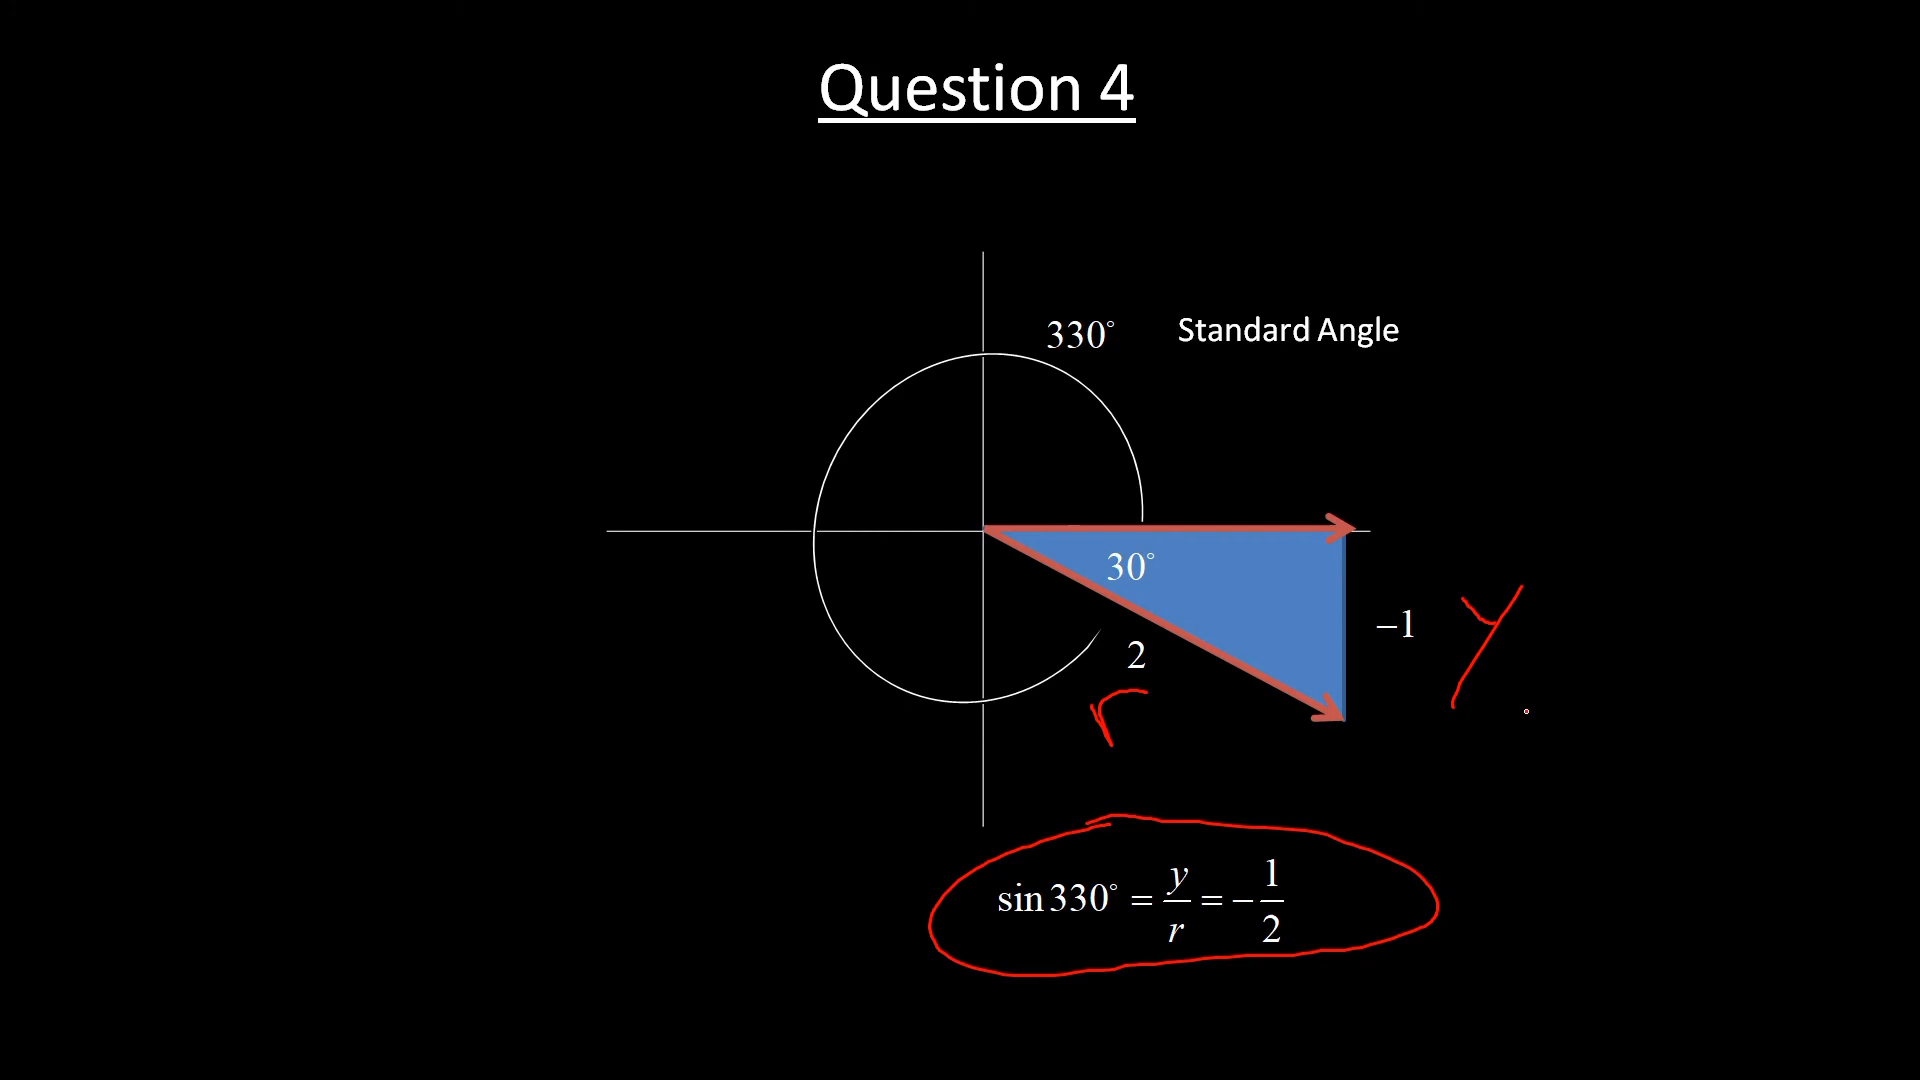 Question 4
330° Standard Angle
30°
−1 y
2
r
sin 330° = y/r = −1/2